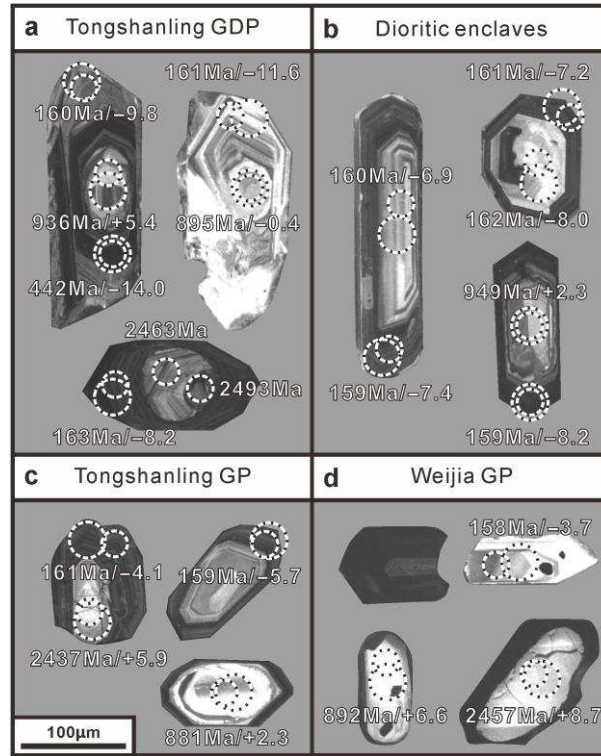 a Tongshanling GDP
161Ma/−11.6
160Ma/−9.8
936Ma/+5.4
895Ma/−0.4
442Ma/−14.0
2463Ma
2493Ma
163Ma/−8.2
b Dioritic enclaves
161Ma/−7.2
160Ma/−6.9
162Ma/−8.0
949Ma/+2.3
159Ma/−7.4
159Ma/−8.2
c Tongshanling GP
161Ma/−4.1
159Ma/−5.7
2437Ma/+5.9
881Ma/+2.3
100µm
d Weijia GP
158Ma/−3.7
892Ma/+6.6
2457Ma/+8.7